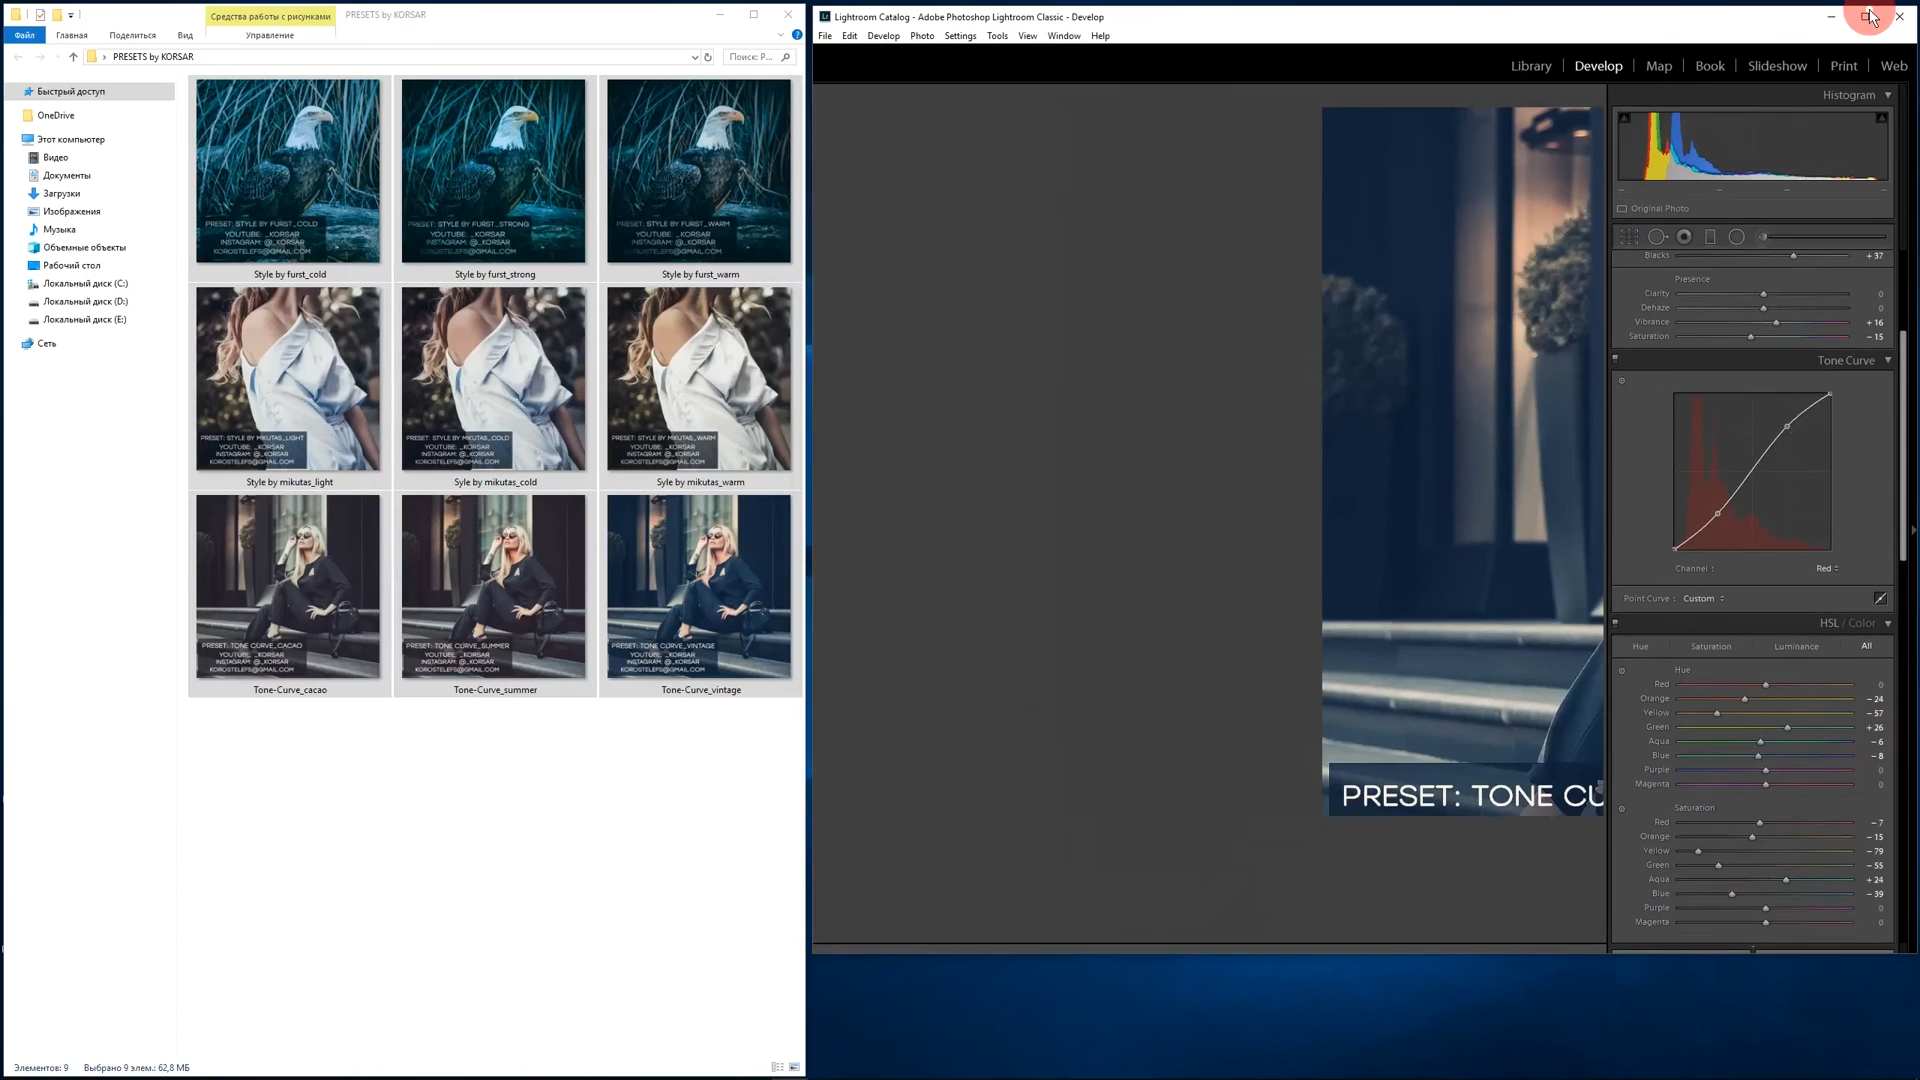 Средства работы с рисунками
PRESETS by KORSAR
Файл
Главная
Поделиться
Вид
Управление
PRESETS by KORSAR
Поиск: P...
Быстрый доступ
OneDrive
Этот компьютер
Видео
Документы
Загрузки
Изображения
Музыка
Объемные объекты
Рабочий стол
Локальный диск (C:)
Локальный диск (D:)
Локальный диск (E:)
Сеть
PRESET: STYLE BY FURST_COLD
YOUTUBE: _KORSAR
INSTAGRAM: @_KORSAR
KOROSTELEFS@GMAIL.COM
Style by furst_cold
PRESET: STYLE BY FURST_STRONG
YOUTUBE: _KORSAR
INSTAGRAM: @_KORSAR
KOROSTELEFS@GMAIL.COM
Style by furst_strong
PRESET: STYLE BY FURST_WARM
YOUTUBE: _KORSAR
INSTAGRAM: @_KORSAR
KOROSTELEFS@GMAIL.COM
Style by furst_warm
PRESET: STYLE BY MIKUTAS_LIGHT
YOUTUBE: _KORSAR
INSTAGRAM: @_KORSAR
KOROSTELEFS@GMAIL.COM
Style by mikutas_light
PRESET: STYLE BY MIKUTAS_COLD
YOUTUBE: _KORSAR
INSTAGRAM: @_KORSAR
KOROSTELEFS@GMAIL.COM
Syle by mikutas_cold
PRESET: STYLE BY MIKUTAS_WARM
YOUTUBE: _KORSAR
INSTAGRAM: @_KORSAR
KOROSTELEFS@GMAIL.COM
Syle by mikutas_warm
PRESET: TONE CURVE_CACAO
YOUTUBE: _KORSAR
INSTAGRAM: @_KORSAR
KOROSTELEFS@GMAIL.COM
Tone-Curve_cacao
PRESET: TONE CURVE_SUMMER
YOUTUBE: _KORSAR
INSTAGRAM: @_KORSAR
KOROSTELEFS@GMAIL.COM
Tone-Curve_summer
PRESET: TONE CURVE_VINTAGE
YOUTUBE: _KORSAR
INSTAGRAM: @_KORSAR
KOROSTELEFS@GMAIL.COM
Tone-Curve_vintage
Элементов: 9
Выбрано 9 элем.: 62,8 МБ
Lightroom Catalog - Adobe Photoshop Lightroom Classic - Develop
File Edit Develop Photo Settings Tools View Window Help
Library | Develop | Map | Book | Slideshow | Print | Web
PRESET: TONE CU
Histogram
Original Photo
Blacks + 37
Presence
Clarity 0
Dehaze 0
Vibrance + 16
Saturation - 15
Tone Curve
Channel : Red
Point Curve : Custom
HSL / Color
Hue Saturation Luminance All
Hue
Red 0
Orange - 24
Yellow - 57
Green + 26
Aqua - 6
Blue - 8
Purple 0
Magenta 0
Saturation
Red - 7
Orange - 15
Yellow - 79
Green - 55
Aqua + 24
Blue - 39
Purple 0
Magenta 0